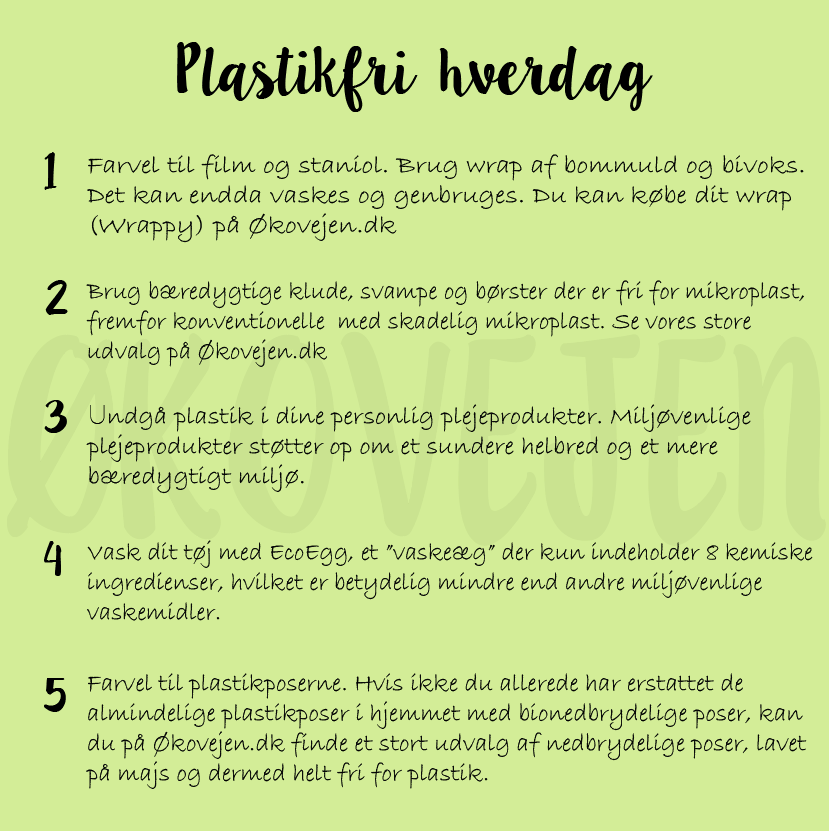 Plastikfri hverdag
1 Farvel til film og staniol. Brug wrap af bommuld og bivoks.
Det kan endda vaskes og genbruges. Du kan købe dit wrap
(Wrappy) på Økovejen.dk
2 Brug bæredygtige klude, svampe og børster der er fri for mikroplast,
fremfor konventionelle med skadelig mikroplast. Se vores store
udvalg på Økovejen.dk
ØKOVEJEN
3 Undgå plastik i dine personlig plejeprodukter. Miljøvenlige
plejeprodukter støtter op om et sundere helbred og et mere
bæredygtigt miljø.
4 Vask dit tøj med EcoEgg, et "vaskeæg" der kun indeholder 8 kemiske
ingredienser, hvilket er betydelig mindre end andre miljøvenlige
vaskemidler.
5 Farvel til plastikposerne. Hvis ikke du allerede har erstattet de
almindelige plastikposer i hjemmet med bionedbrydelige poser, kan
du på Økovejen.dk finde et stort udvalg af nedbrydelige poser, lavet
på majs og dermed helt fri for plastik.